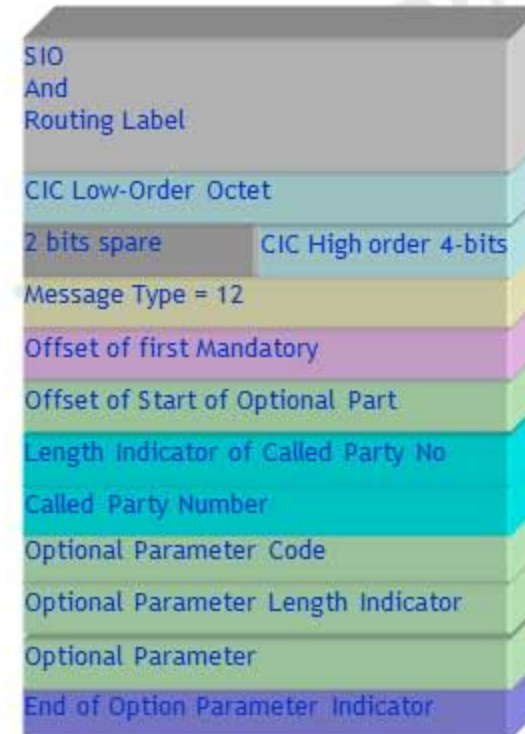 SIO
And
Routing Label
CIC Low-Order Octet
2 bits spare
CIC High order 4-bits
Message Type = 12
Offset of first Mandatory
Offset of Start of Optional Part
Length Indicator of Called Party No
Called Party Number
Optional Parameter Code
Optional Parameter Length Indicator
Optional Parameter
End of Option Parameter Indicator